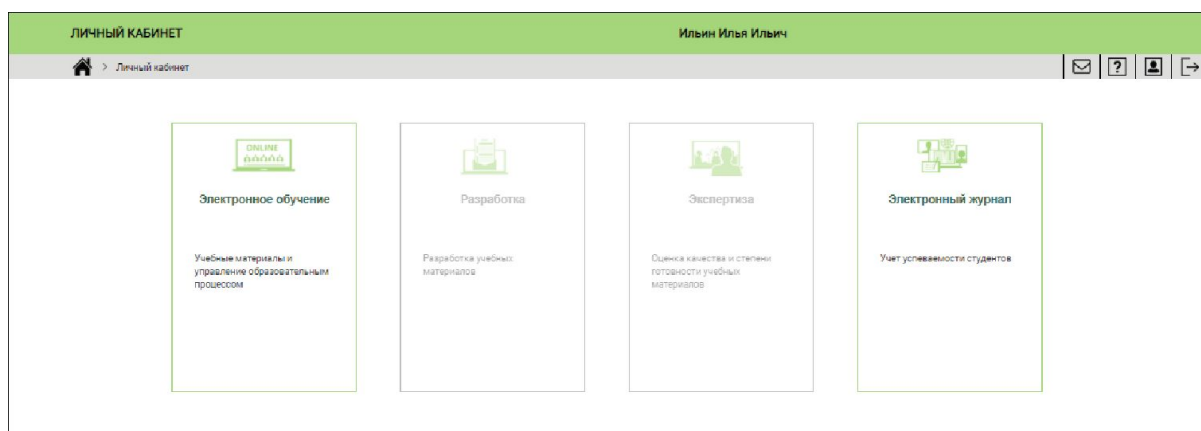 ЛИЧНЫЙ КАБИНЕТ
Ильин Илья Ильич
> Личный кабинет
?
ONLINE
Электронное обучение
Учебные материалы и
управление образовательным
процессом
Разработка
Разработка учебных
материалов
Экспертиза
Оценка качества и степени
готовности учебных
материалов
Электронный журнал
Учет успеваемости студентов